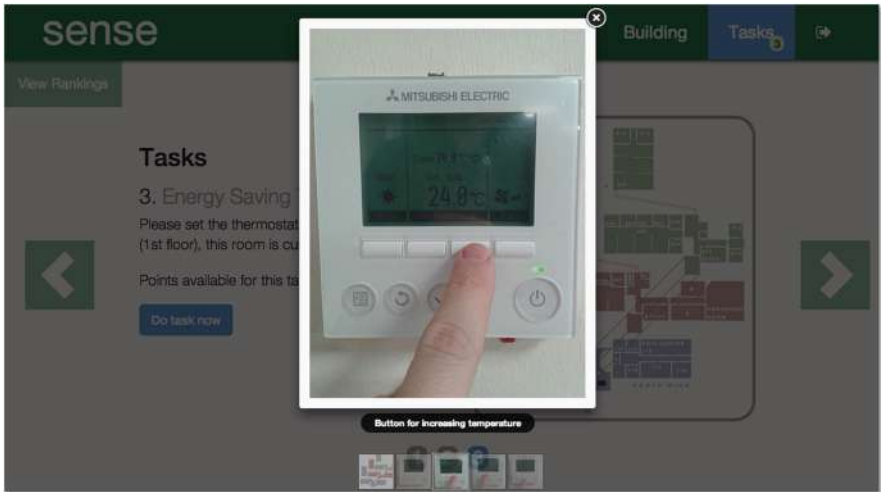 sense
Building
Tasks
3
View Rankings
MITSUBISHI ELECTRIC
24.0°C
Tasks
3. Energy Saving
Please set the thermostat
(1st floor), this room is cu
Points available for this ta
Do task now
Button for increasing temperature